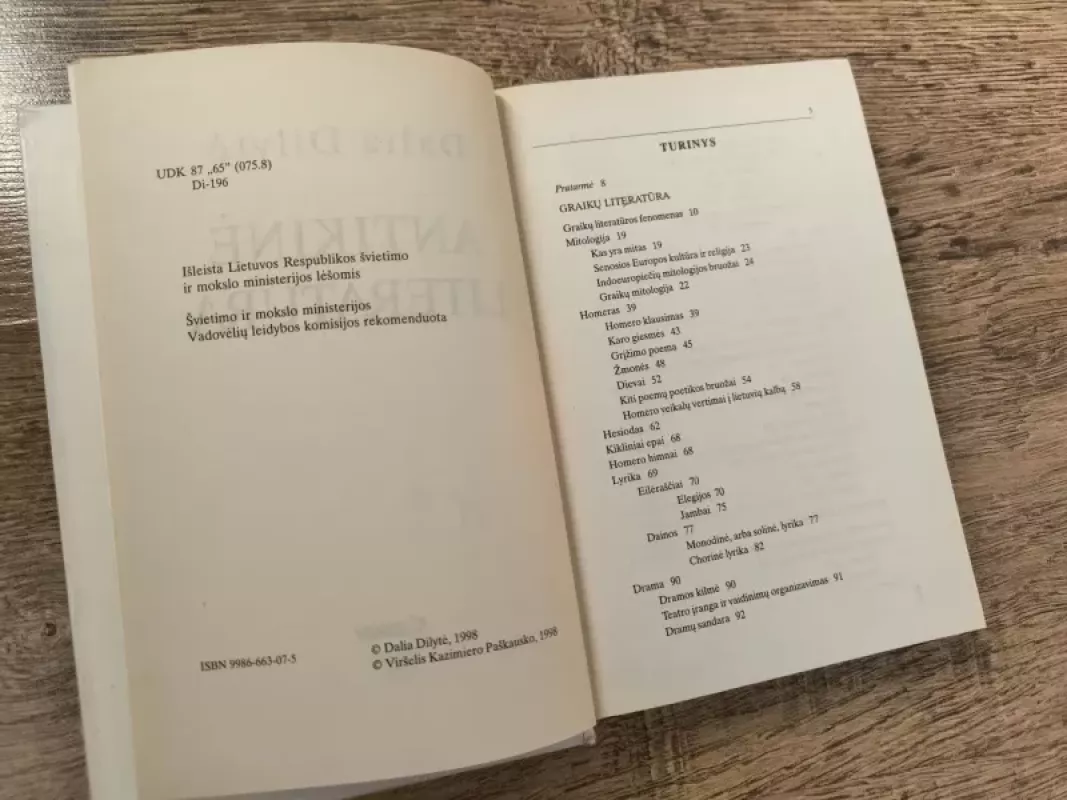 UDK 87 „65" (075.8)
Di-196
Išleista Lietuvos Respublikos švietimo
ir mokslo ministerijos lėšomis
Švietimo ir mokslo ministerijos
Vadovėlių leidybos komisijos rekomenduota
ISBN 9986-663-07-5
© Dalia Dilytė, 1998
© Viršelis Kazimiero Paškausko, 1998
5
TURINYS
Pratarmė 8
GRAIKŲ LITERATŪRA
Graikų literatūros fenomenas 10
Mitologija 19
Kas yra mitas 19
Senosios Europos kultūra ir religija 23
Indoeuropiečių mitologijos bruožai 24
Graikų mitologija 22
Homeras 39
Homero klausimas 39
Karo giesmės 43
Grįžimo poema 45
Žmonės 48
Dievai 52
Kiti poemų poetikos bruožai 54
Homero veikalų vertimai į lietuvių kalbą 58
Hesiodas 62
Kikliniai epai 68
Homero himnai 68
Lyrika 69
Eilėraščiai 70
Elegijos 70
Jambai 75
Dainos 77
Monodinė, arba solinė, lyrika 77
Chorinė lyrika 82
Drama 90
Dramos kilmė 90
Teatro įranga ir vaidinimų organizavimas 91
Dramų sandara 92